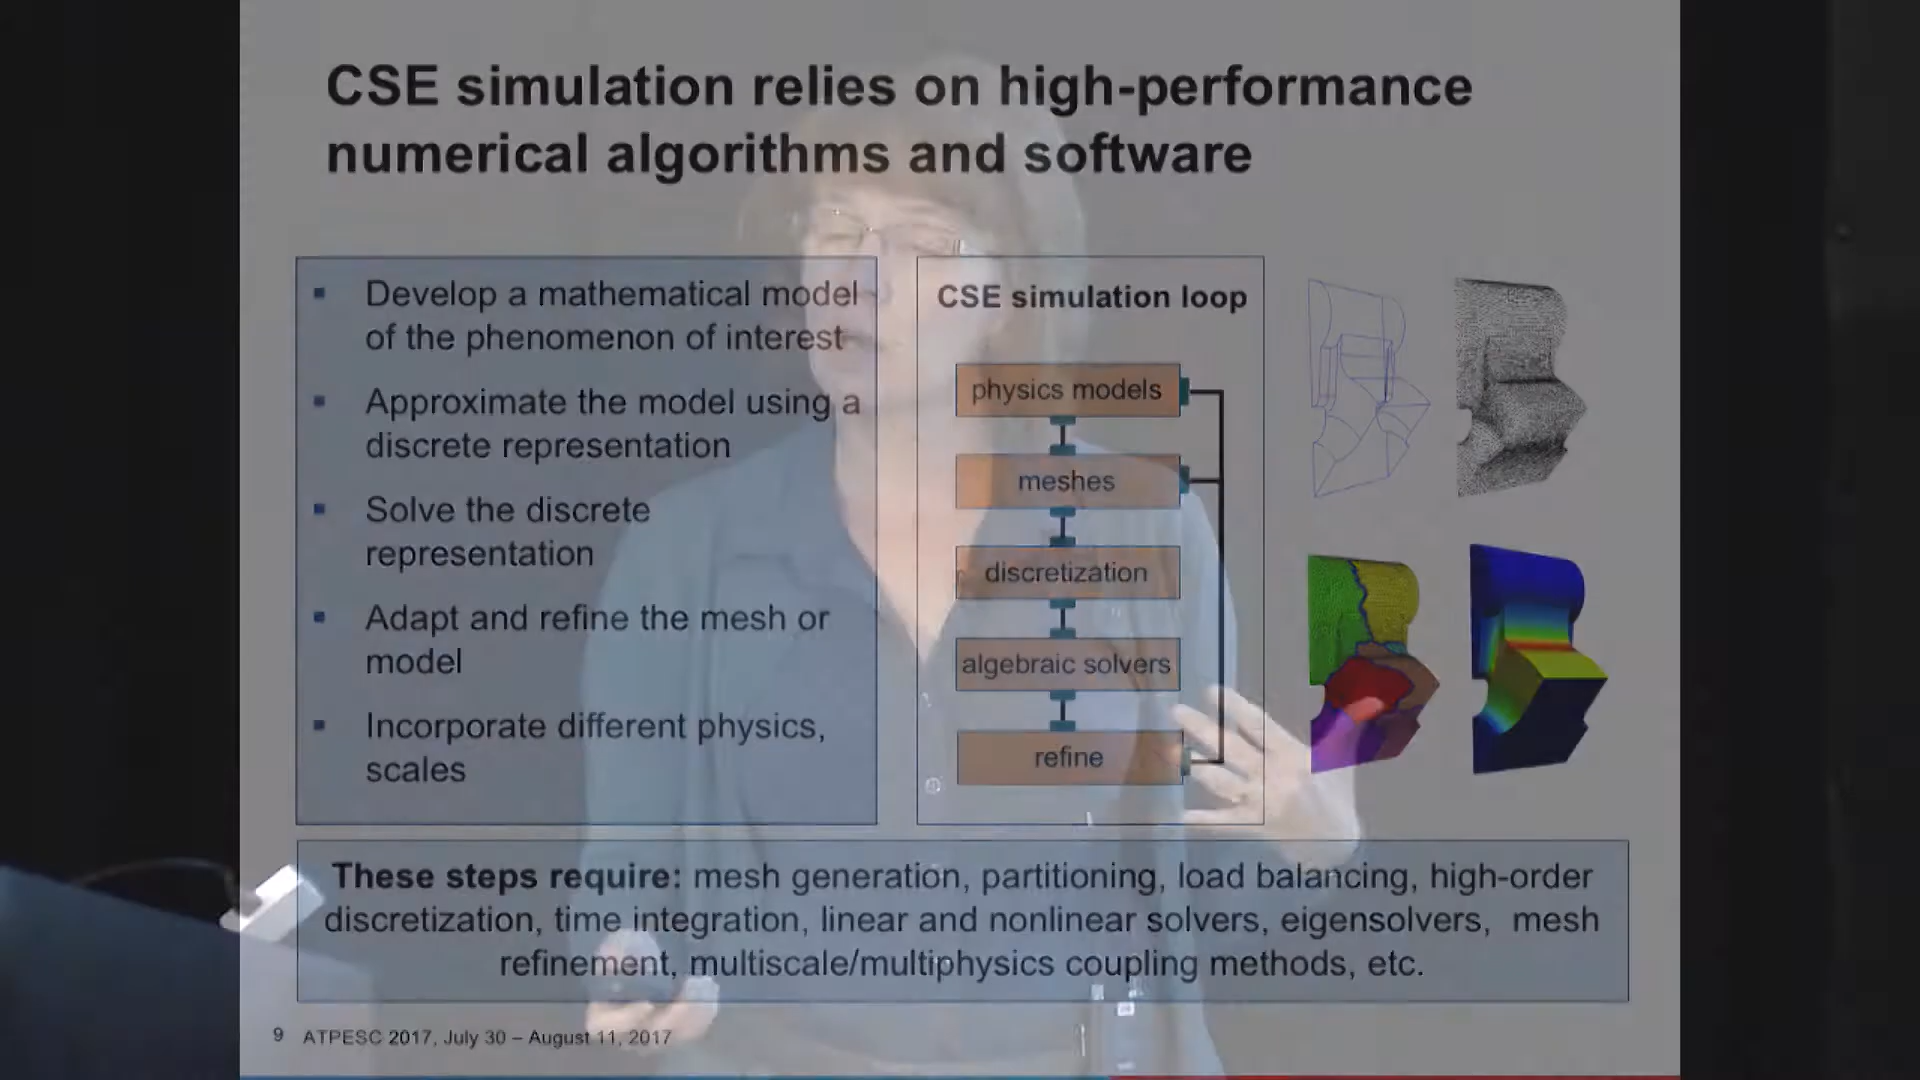 CSE simulation relies on high-performance
numerical algorithms and software
▪ Develop a mathematical model
of the phenomenon of interest
▪ Approximate the model using a
discrete representation
▪ Solve the discrete
representation
▪ Adapt and refine the mesh or
model
▪ Incorporate different physics,
scales
CSE simulation loop
physics models
meshes
discretization
algebraic solvers
refine
These steps require: mesh generation, partitioning, load balancing, high-order
discretization, time integration, linear and nonlinear solvers, eigensolvers, mesh
refinement, multiscale/multiphysics coupling methods, etc.
9 ATPESC 2017, July 30 – August 11, 2017